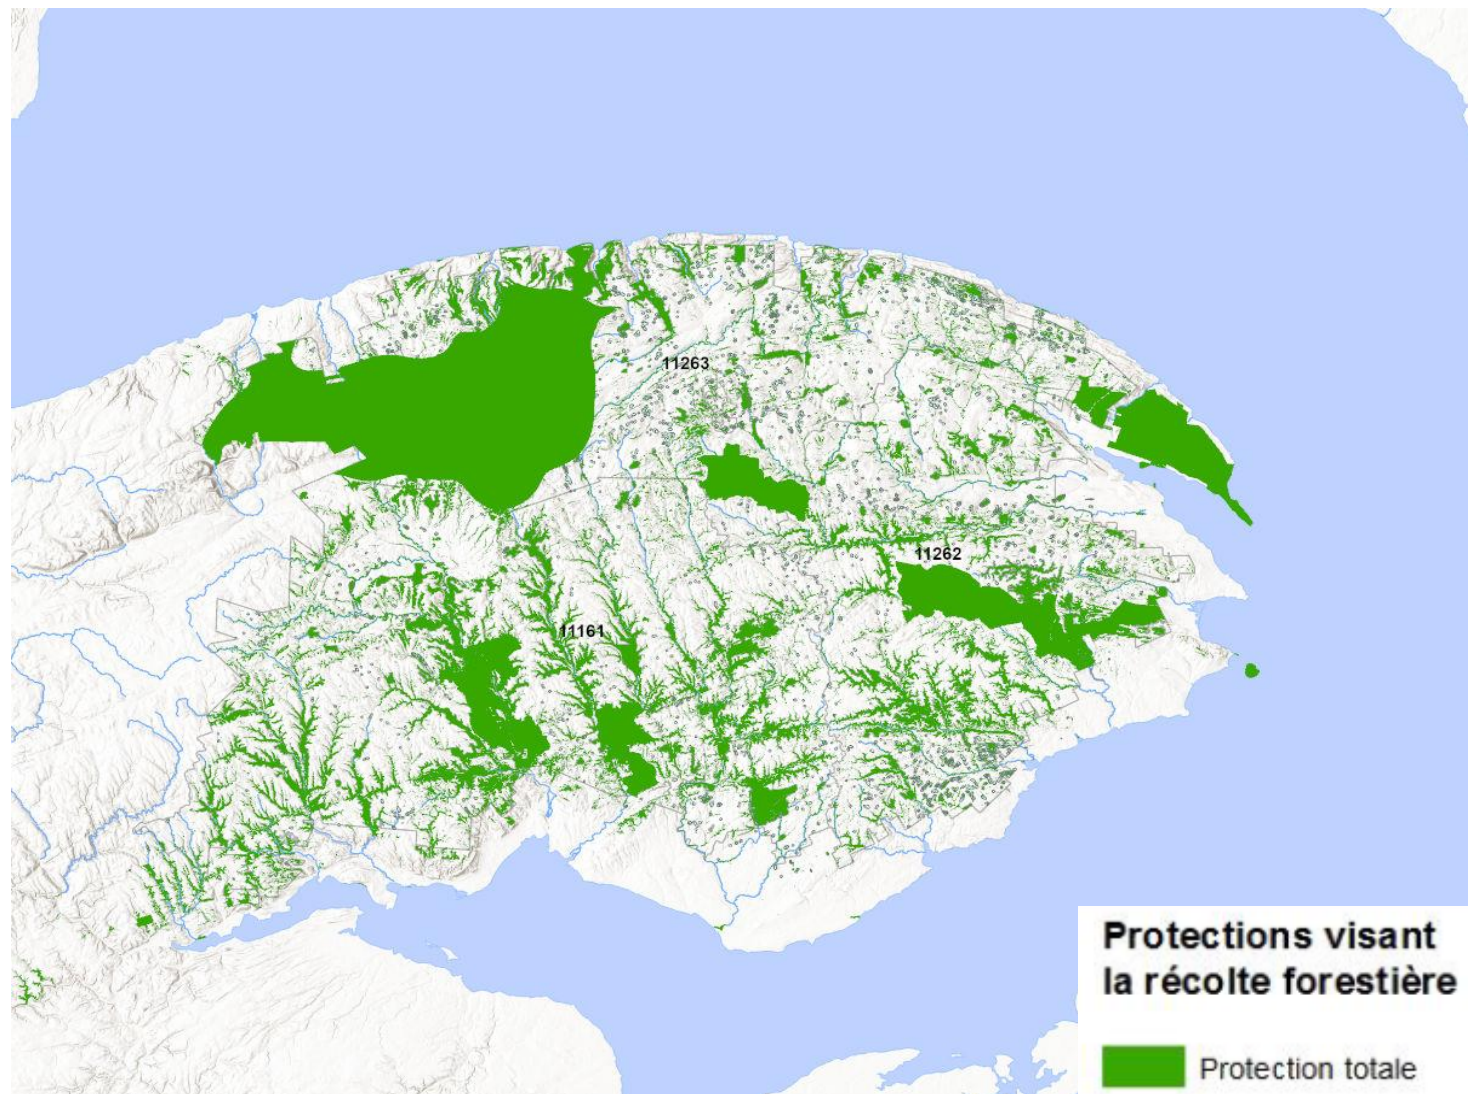 11263
11262
11161
Protections visant
la récolte forestière
Protection totale